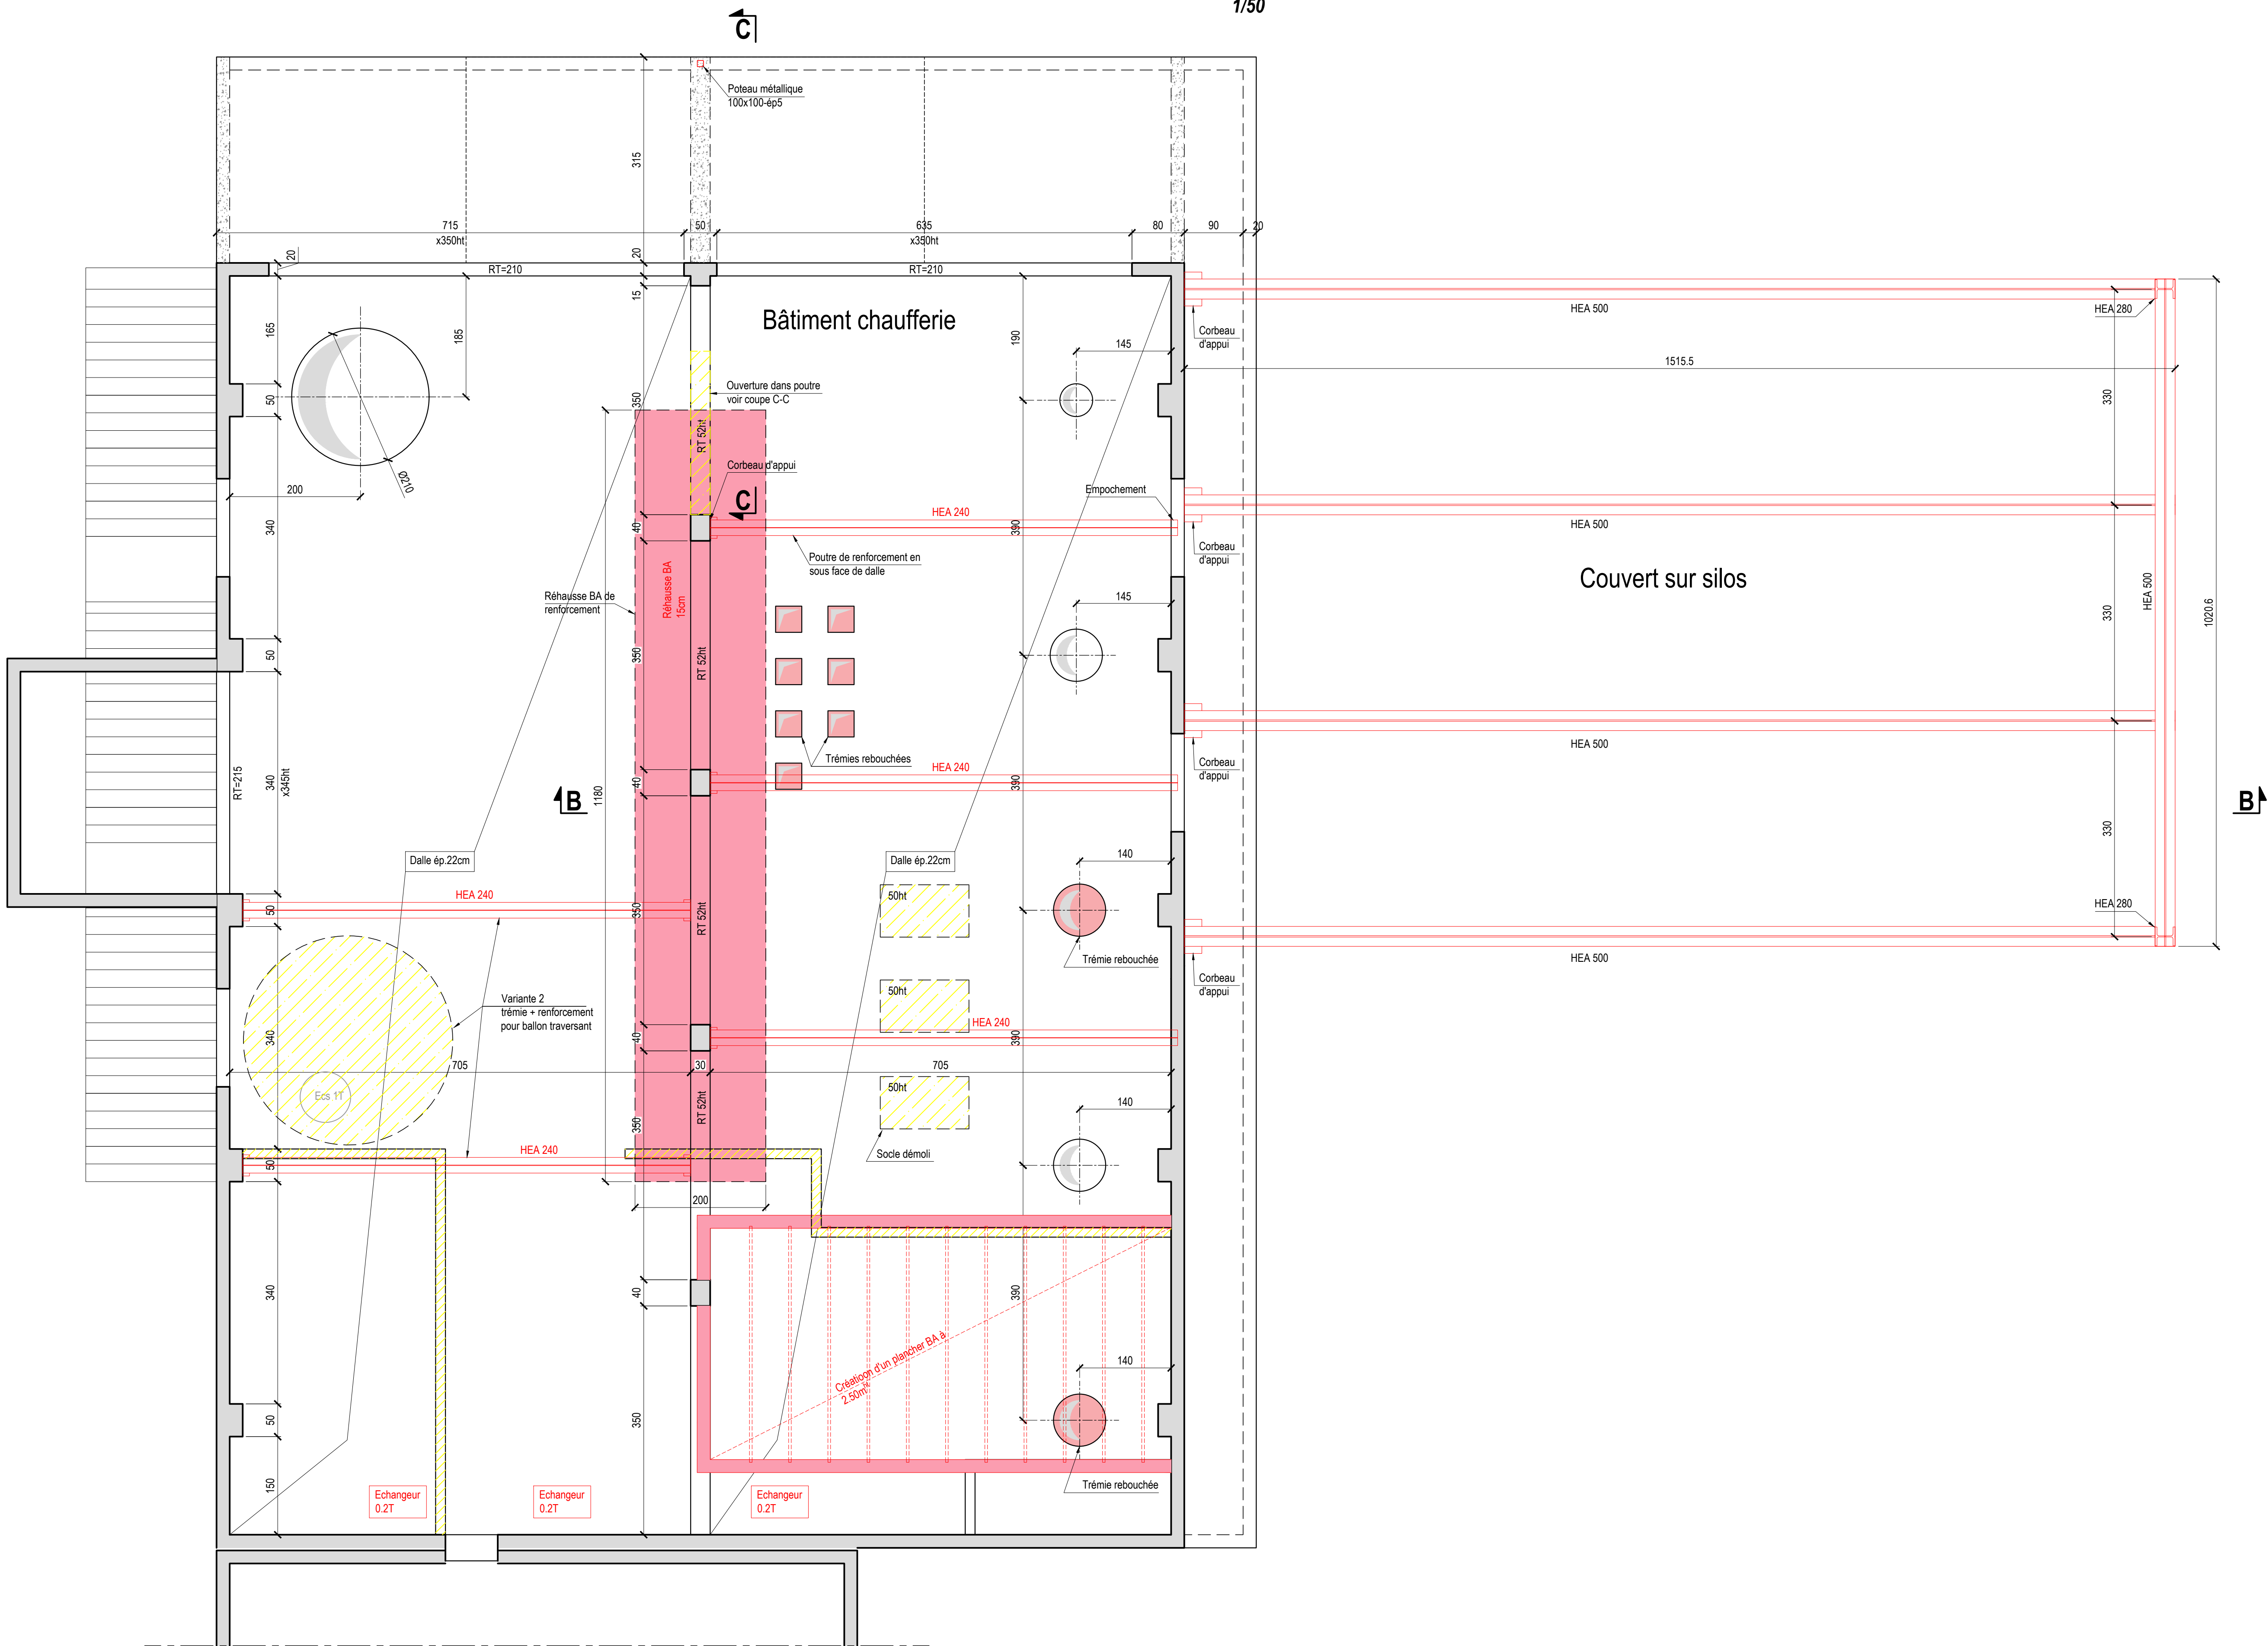 1/50
C
Poteau métallique
100x100-ép5
315
715
x350ht
50
635
x350ht
80
90
20
20
20
RT=210
RT=210
15
165
185
Bâtiment chaufferie
190
145
HEA 500
HEA 280
Corbeau
d'appui
1515.5
50
350
Ouverture dans poutre
voir coupe C-C
330
RT 52ht
Corbeau d'appui
Ø210
200
C
Empochement
340
40
HEA 240
390
HEA 500
Poutre de renforcement en
sous face de dalle
Corbeau
d'appui
Couvert sur silos
Réhausse BA de
renforcement
Réhausse BA
15cm
145
HEA 500
330
1020.6
50
350
RT 52ht
Trémies rebouchées
HEA 500
Corbeau
d'appui
RT=215
340
x345ht
1180
40
HEA 240
390
B
B
330
Dalle ép.22cm
Dalle ép.22cm
140
HEA 240
50
350
RT 52ht
50ht
HEA 280
Trémie rebouchée
HEA 500
Corbeau
d'appui
50ht
Variante 2
trémie + renforcement
pour ballon traversant
340
40
HEA 240
390
705
30
705
Ecs 1T
50ht
140
350
RT 52ht
Socle démoli
HEA 240
50
200
340
40
390
Créatioon d'un plancher BA à
2.50m
140
50
350
150
Trémie rebouchée
Echangeur
0.2T
Echangeur
0.2T
Echangeur
0.2T